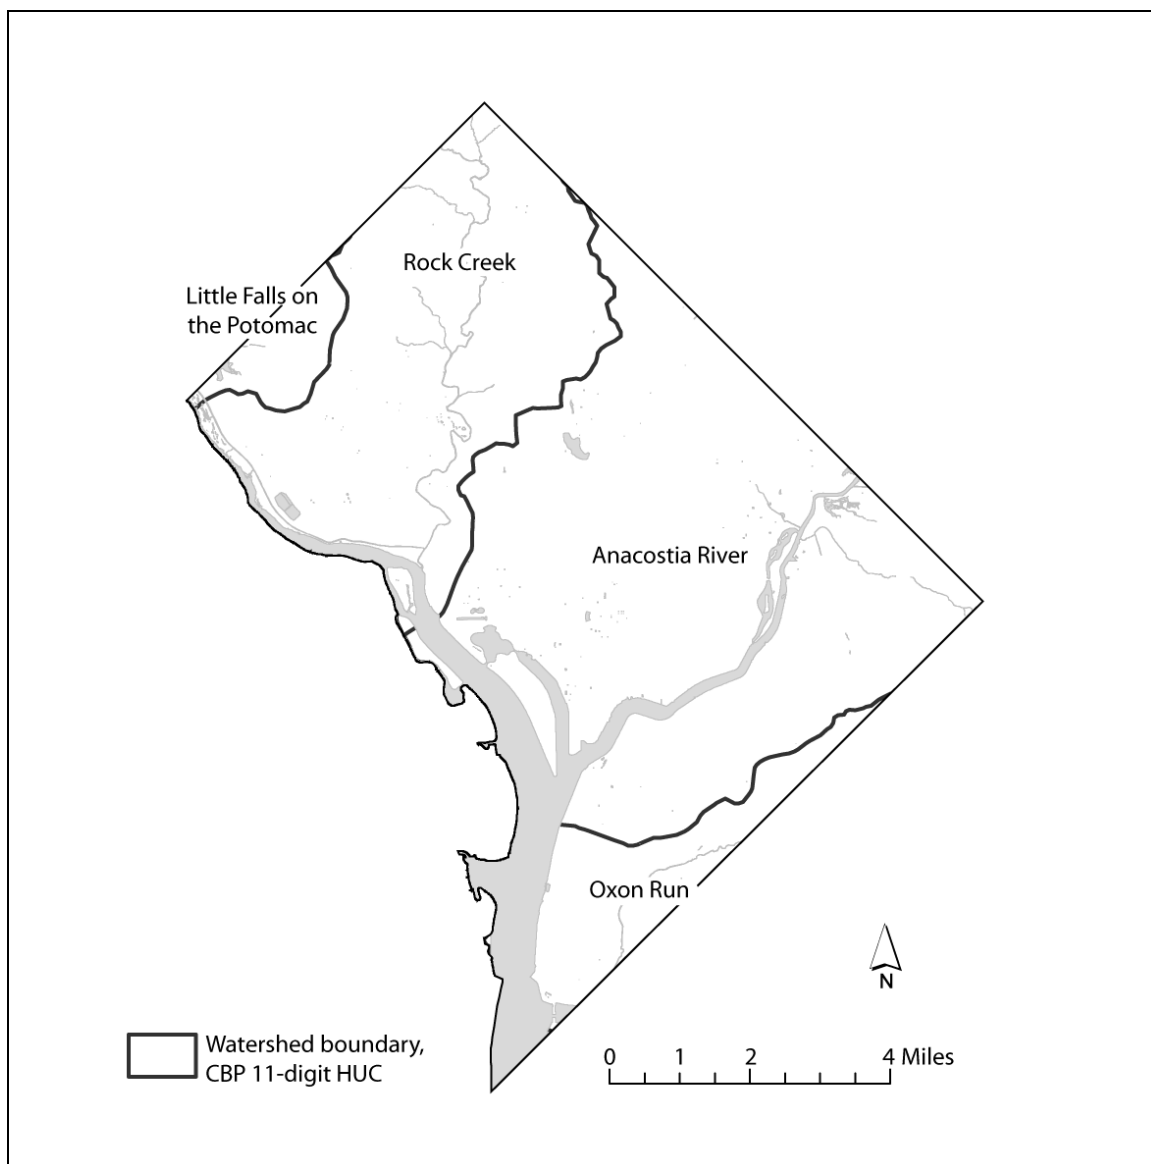 Rock Creek
Little Falls on
the Potomac
Anacostia River
Oxon Run
N
Watershed boundary,
CBP 11-digit HUC
0 1 2 4 Miles